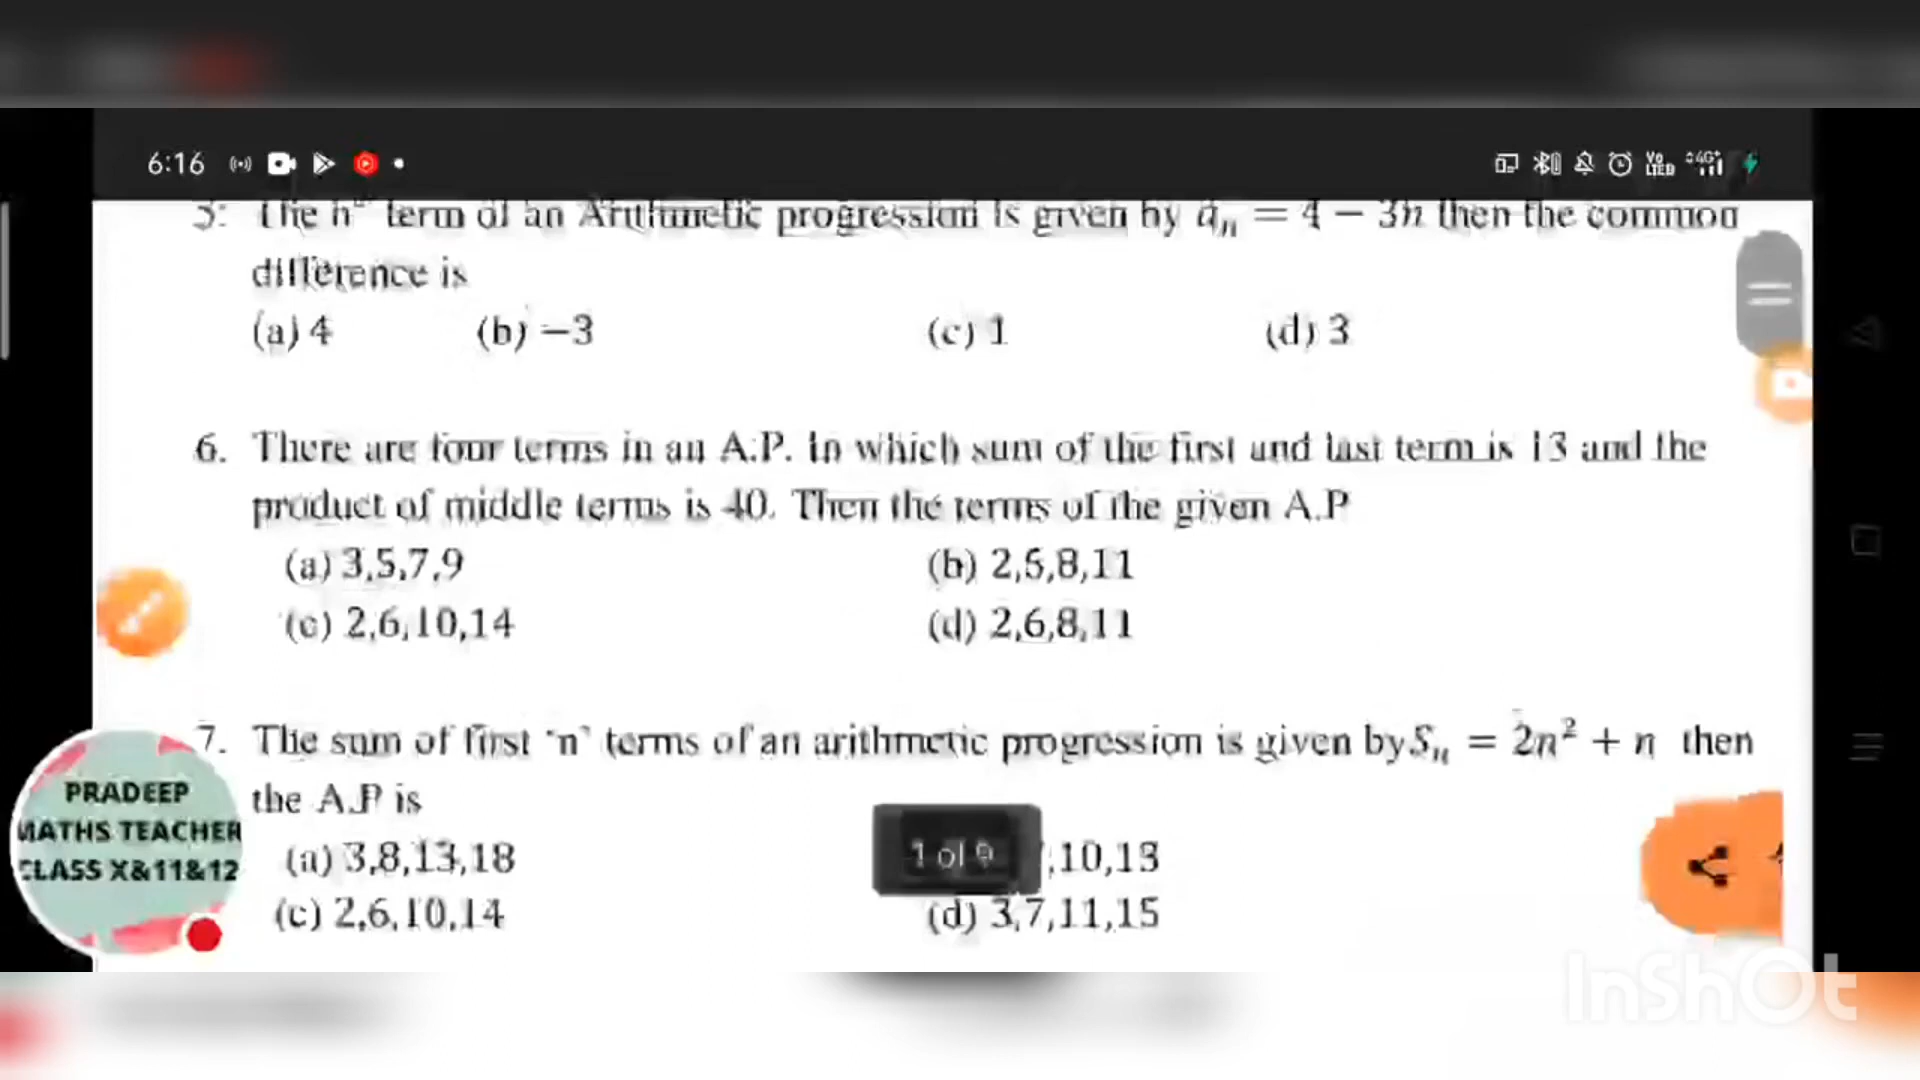 6:16
5. The nᵗʰ term of an Arithmetic progression is given by aₙ = 4 − 3n then the common
difference is
(a) 4 (b) −3 (c) 1 (d) 3
6. There are four terms in an A.P. In which sum of the first and last term is 13 and the
product of middle terms is 40. Then the terms of the given A.P
(a) 3,5,7,9 (b) 2,5,8,11
(c) 2,6,10,14 (d) 2,6,8,11
7. The sum of first 'n' terms of an arithmetic progression is given by Sₙ = 2n² + n then
the A.P is
(a) 3,8,13,18 ,10,13
(c) 2,6,10,14 (d) 3,7,11,15
1 of 9
PRADEEP
MATHS TEACHER
CLASS X&11&12
InShOt